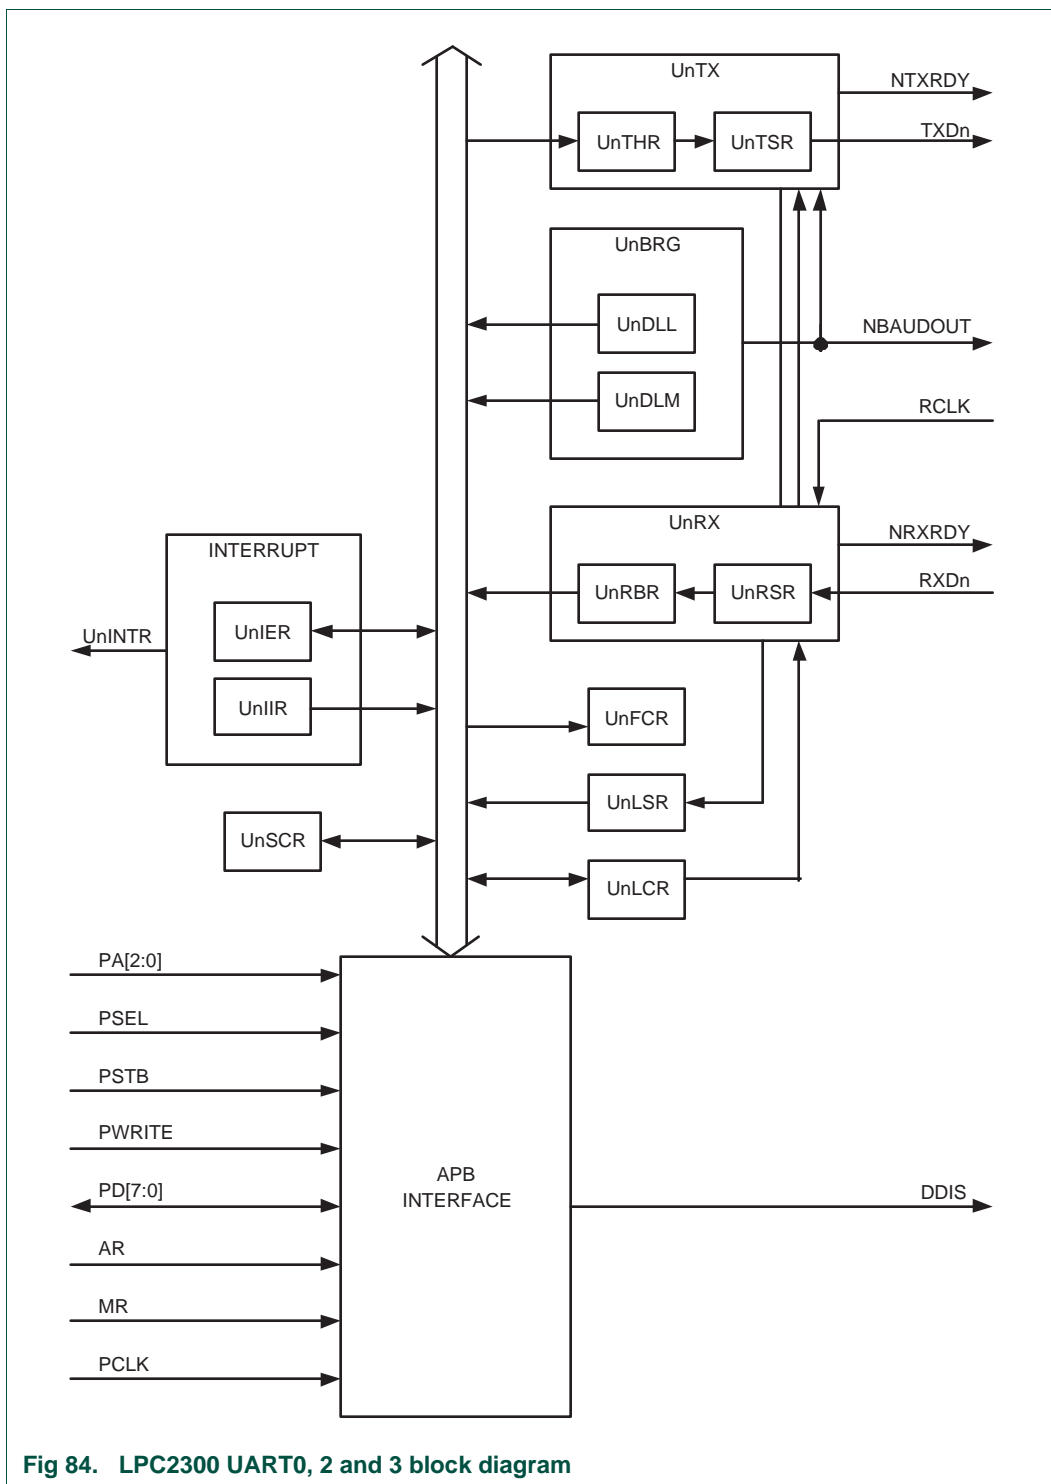 UnTX
NTXRDY
UnTHR
UnTSR
TXDn
UnBRG
UnDLL
NBAUDOUT
UnDLM
RCLK
UnRX
NRXRDY
INTERRUPT
UnRBR
UnRSR
RXDn
UnINTR
UnIER
UnIIR
UnFCR
UnLSR
UnSCR
UnLCR
PA[2:0]
PSEL
PSTB
PWRITE
APB
INTERFACE
PD[7:0]
DDIS
AR
MR
PCLK
Fig 84. LPC2300 UART0, 2 and 3 block diagram